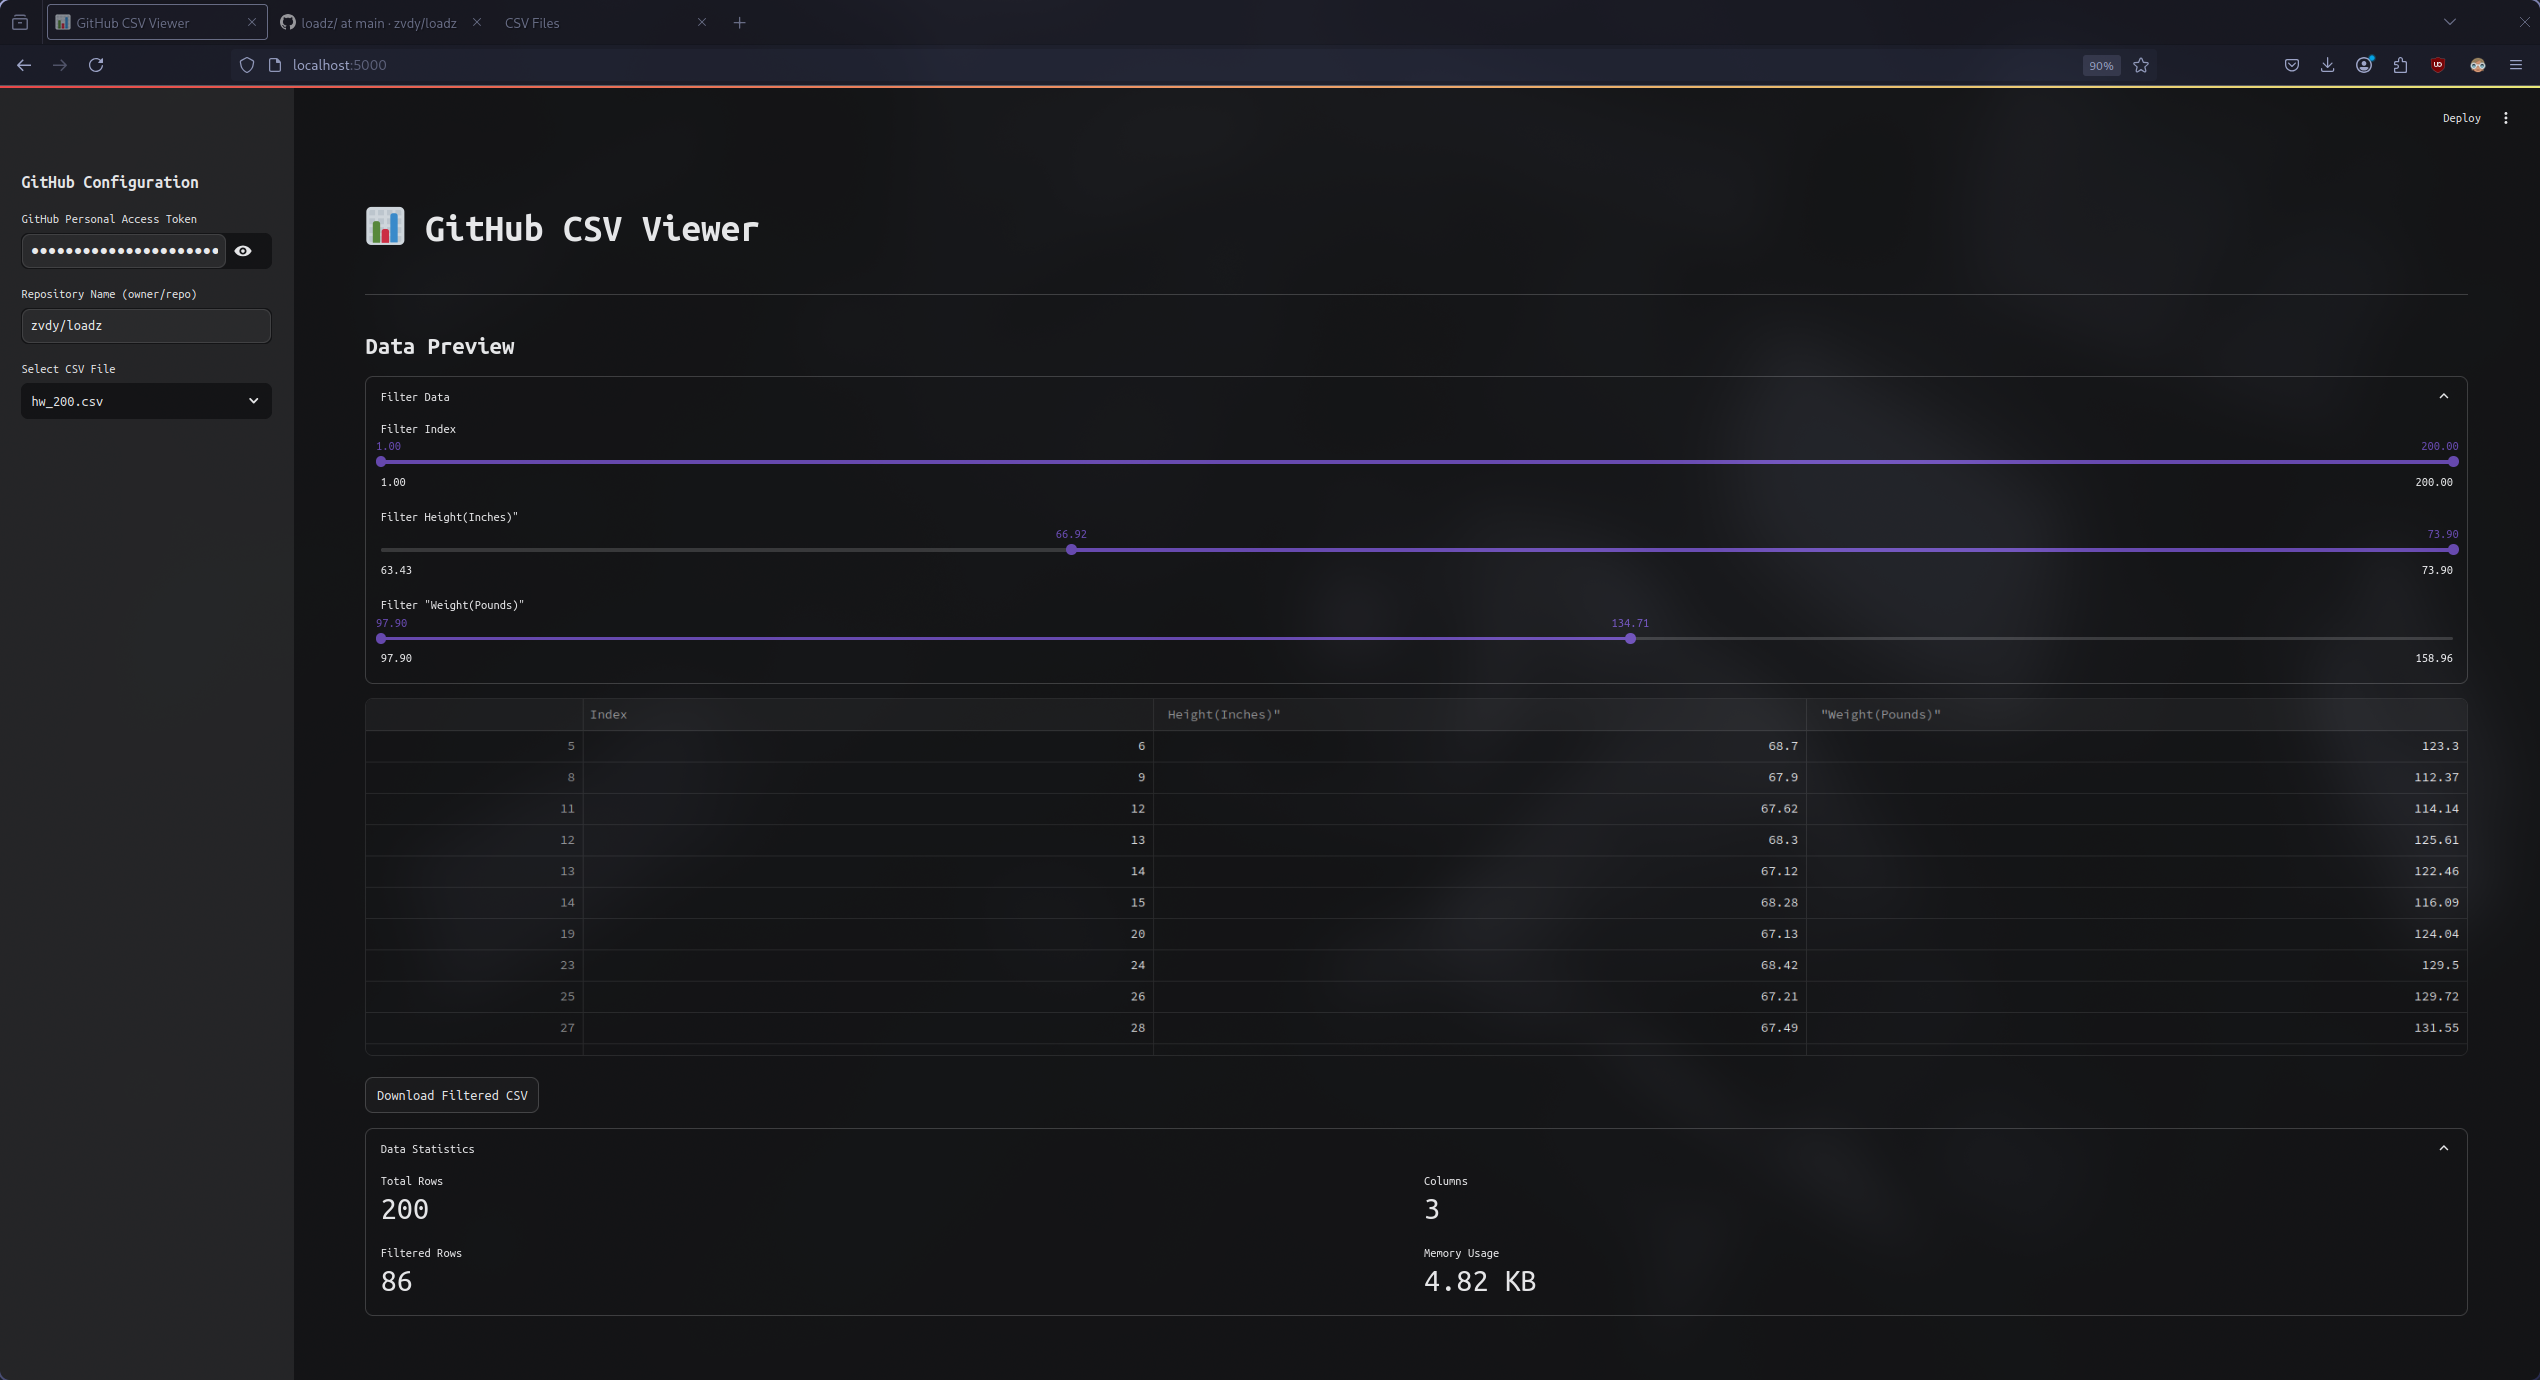 GitHub CSV Viewer
loadz/ at main · zvdy/loadz
CSV Files
localhost:5000
90%
Deploy
GitHub Configuration
GitHub Personal Access Token
Repository Name (owner/repo)
zvdy/loadz
Select CSV File
hw_200.csv
GitHub CSV Viewer
Data Preview
Filter Data
Filter Index
1.00 200.00
1.00 200.00
Filter Height(Inches)"
66.92 73.90
63.43 73.90
Filter "Weight(Pounds)"
97.90 134.71
97.90 158.96
Index Height(Inches)" "Weight(Pounds)"
5 6 68.7 123.3
8 9 67.9 112.37
11 12 67.62 114.14
12 13 68.3 125.61
13 14 67.12 122.46
14 15 68.28 116.09
19 20 67.13 124.04
23 24 68.42 129.5
25 26 67.21 129.72
27 28 67.49 131.55
Download Filtered CSV
Data Statistics
Total Rows Columns
200 3
Filtered Rows Memory Usage
86 4.82 KB